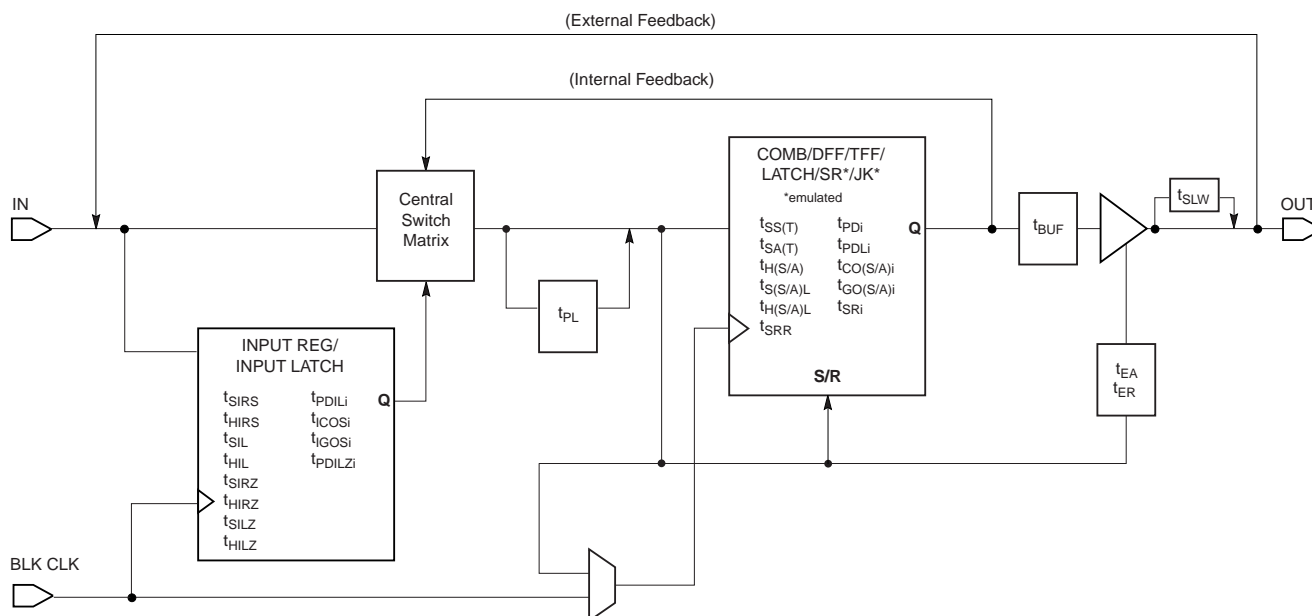 (External Feedback)
(Internal Feedback)
IN
Central
Switch
Matrix
COMB/DFF/TFF/
LATCH/SR*/JK*
*emulated
tSS(T) tPDi Q
tSA(T) tPDLi
tH(S/A) tCO(S/A)i
tS(S/A)L tGO(S/A)i
tH(S/A)L tSRi
tSRR
S/R
tPL
tBUF
tSLW
OUT
tEA
tER
INPUT REG/
INPUT LATCH
tSIRS tPDILi Q
tHIRS tICOSi
tSIL tIGOSi
tHIL tPDILZi
tSIRZ
tHIRZ
tSILZ
tHILZ
BLK CLK